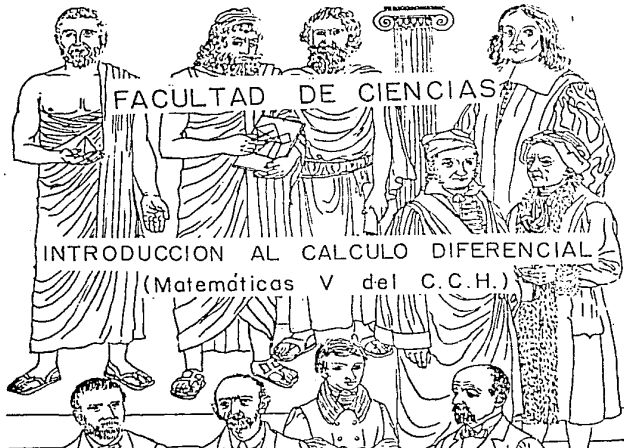 FACULTAD DE CIENCIAS
INTRODUCCION AL CALCULO DIFERENCIAL
(Matemáticas V del C.C.H.)